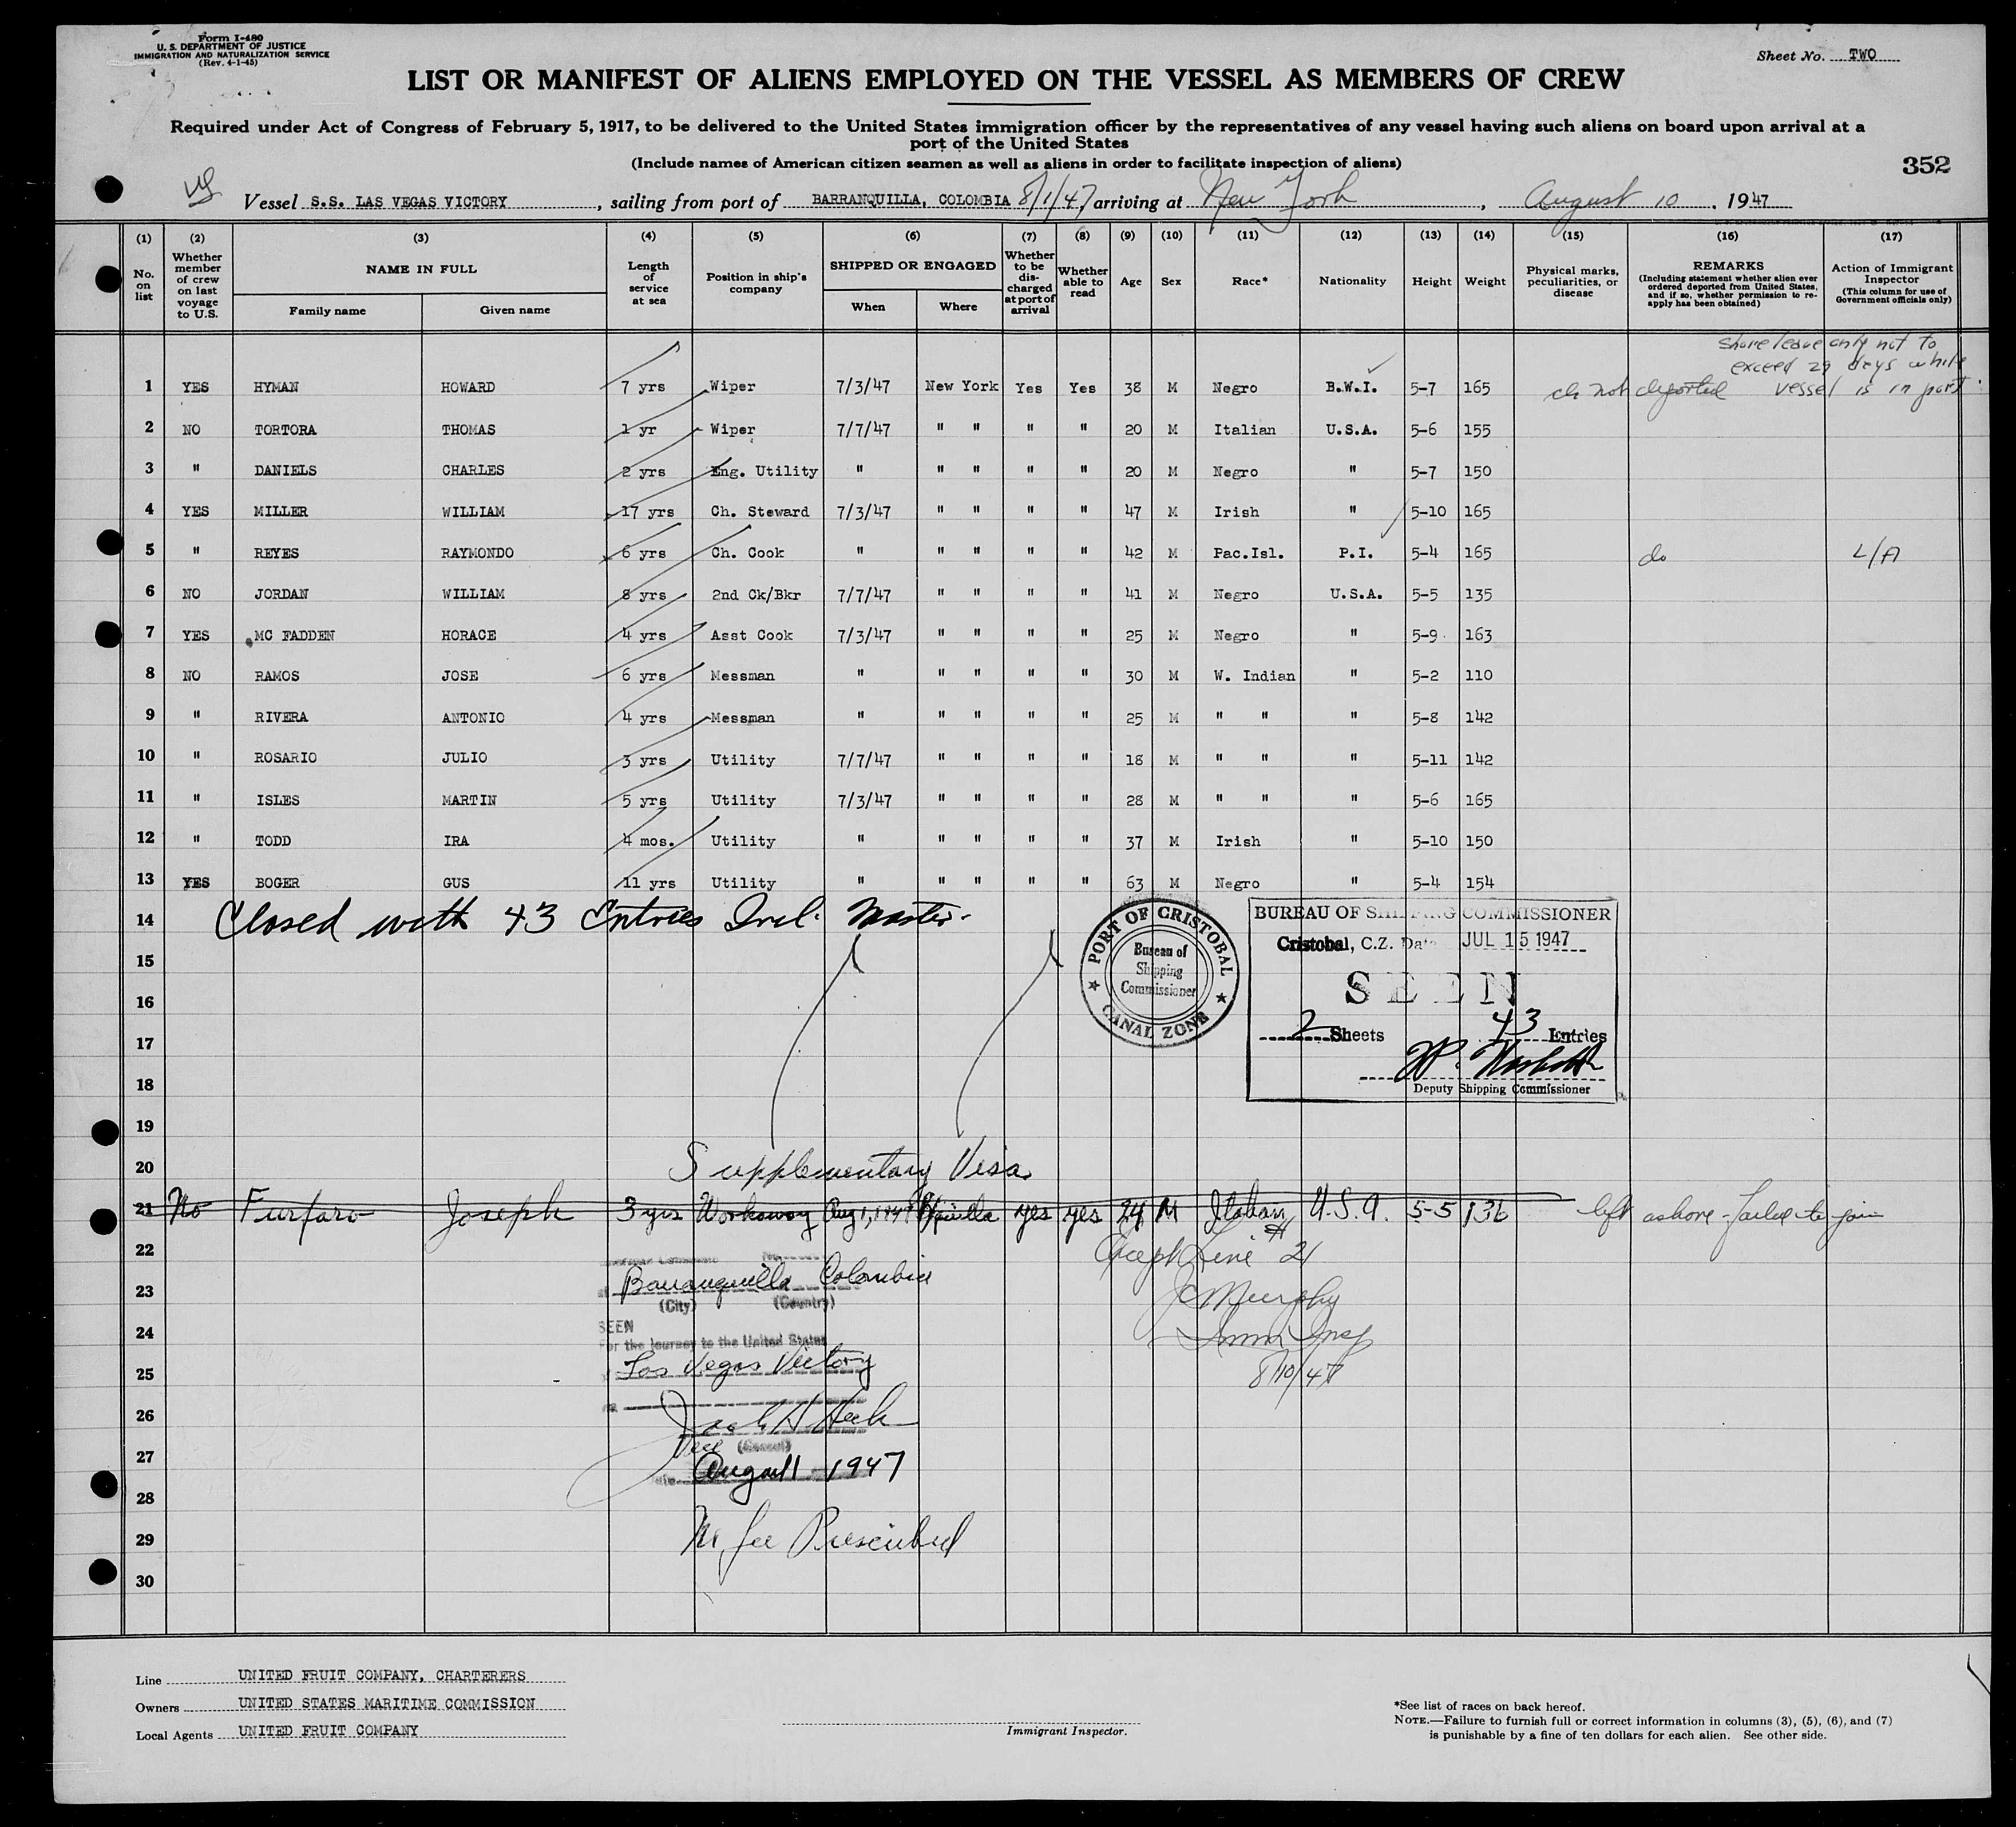 Form I-480
U. S. DEPARTMENT OF JUSTICE
IMMIGRATION AND NATURALIZATION SERVICE
(Rev. 4-1-45)
Sheet No. TWO
LIST OR MANIFEST OF ALIENS EMPLOYED ON THE VESSEL AS MEMBERS OF CREW
Required under Act of Congress of February 5, 1917, to be delivered to the United States immigration officer by the representatives of any vessel having such aliens on board upon arrival at a
port of the United States
(Include names of American citizen seamen as well as aliens in order to facilitate inspection of aliens)
352
Vessel S.S. LAS VEGAS VICTORY, sailing from port of BARRANQUILLA, COLOMBIA 8/1/47, arriving at New York, August 10, 1947
(1) (2) (3) (4) (5) (6) (7) (8) (9) (10) (11) (12) (13) (14) (15) (16) (17)
No. on list
Whether member of crew on last voyage to U.S.
NAME IN FULL
Family name
Given name
Length of service at sea
Position in ship's company
SHIPPED OR ENGAGED
When
Where
Whether to be discharged at port of arrival
Whether able to read
Age
Sex
Race*
Nationality
Height
Weight
Physical marks, peculiarities, or disease
REMARKS
(Including statement whether alien ever ordered deported from United States, and if so, whether permission to reapply has been obtained)
Action of Immigrant Inspector
(This column for use of Government officials only)
Shore leave only not to
exceed 29 days while
1 YES HYMAN HOWARD 7 yrs Wiper 7/3/47 New York Yes Yes 38 M Negro B.W.I. 5-7 165 not deported vessel is in port
2 NO TORTORA THOMAS 1 yr Wiper 7/7/47 " " " " 20 M Italian U.S.A. 5-6 155
3 " DANIELS CHARLES 2 yrs Eng. Utility " " " " " 20 M Negro " 5-7 150
4 YES MILLER WILLIAM 17 yrs Ch. Steward 7/3/47 " " " " 47 M Irish " 5-10 165
5 " REYES RAYMONDO 6 yrs Ch. Cook " " " " " 42 M Pac.Isl. P.I. 5-4 165 do L/A
6 NO JORDAN WILLIAM 8 yrs 2nd Ck/Bkr 7/7/47 " " " " 41 M Negro U.S.A. 5-5 135
7 YES MC FADDEN HORACE 4 yrs Asst Cook 7/3/47 " " " " 25 M Negro " 5-9 163
8 NO RAMOS JOSE 6 yrs Messman " " " " " 30 M W. Indian " 5-2 110
9 " RIVERA ANTONIO 4 yrs Messman " " " " " 25 M " " " 5-8 142
10 " ROSARIO JULIO 3 yrs Utility 7/7/47 " " " " 18 M " " " 5-11 142
11 " ISLES MARTIN 5 yrs Utility 7/3/47 " " " " 28 M " " " 5-6 165
12 " TODD IRA 4 mos. Utility " " " " " 37 M Irish " 5-10 150
13 YES BOGER GUS 11 yrs Utility " " " " " 63 M Negro " 5-4 154
14 Closed with 43 Entries Incl. Master.
15
16
17
18
19
PORT OF CRISTOBAL
Bureau of
Shipping
Commissioner
CANAL ZONE
BUREAU OF SHIPPING COMMISSIONER
Cristobal, C.Z. Date JUL 15 1947
SEEN
2 Sheets 43 Entries
Deputy Shipping Commissioner
20 Supplementary Visa
21 No Furfaro Joseph 3 yrs Workaway Aug 1, 1947 B/quilla yes yes 24 M Italian U.S.A. 5-5 136 left ashore - failed to join
22 Except Line # 21
23 Barranquilla Colombia
(City) (Country)
JC Murphy
24 SEEN
Imm Insp
For the journey to the United States
25 Las Vegas Victory
8/10/47
26
Vice (Consul)
27 August 1 1947
28
29 No fee Prescribed
30
Line UNITED FRUIT COMPANY, CHARTERERS
Owners UNITED STATES MARITIME COMMISSION
Local Agents UNITED FRUIT COMPANY
Immigrant Inspector.
*See list of races on back hereof.
NOTE.—Failure to furnish full or correct information in columns (3), (5), (6), and (7)
is punishable by a fine of ten dollars for each alien. See other side.